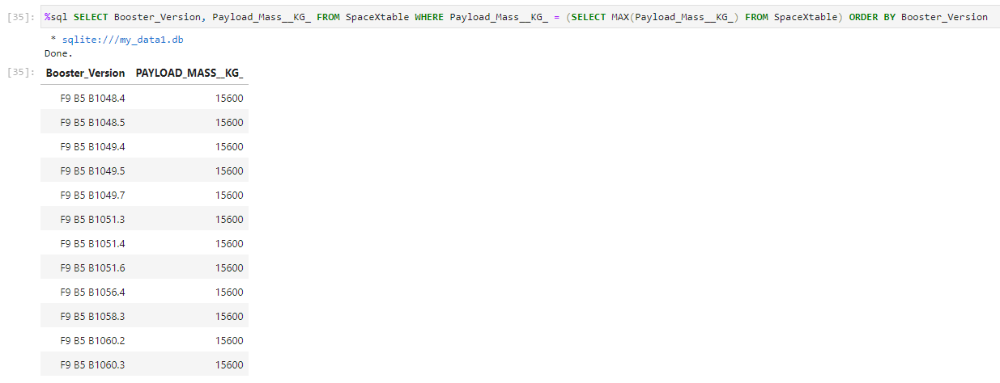 [35]: %sql SELECT Booster_Version, Payload_Mass__KG_ FROM SpaceXtable WHERE Payload_Mass__KG_ = (SELECT MAX(Payload_Mass__KG_) FROM SpaceXtable) ORDER BY Booster_Version
* sqlite:///my_data1.db
Done.
[35]: Booster_Version PAYLOAD_MASS__KG_
F9 B5 B1048.4 15600
F9 B5 B1048.5 15600
F9 B5 B1049.4 15600
F9 B5 B1049.5 15600
F9 B5 B1049.7 15600
F9 B5 B1051.3 15600
F9 B5 B1051.4 15600
F9 B5 B1051.6 15600
F9 B5 B1056.4 15600
F9 B5 B1058.3 15600
F9 B5 B1060.2 15600
F9 B5 B1060.3 15600